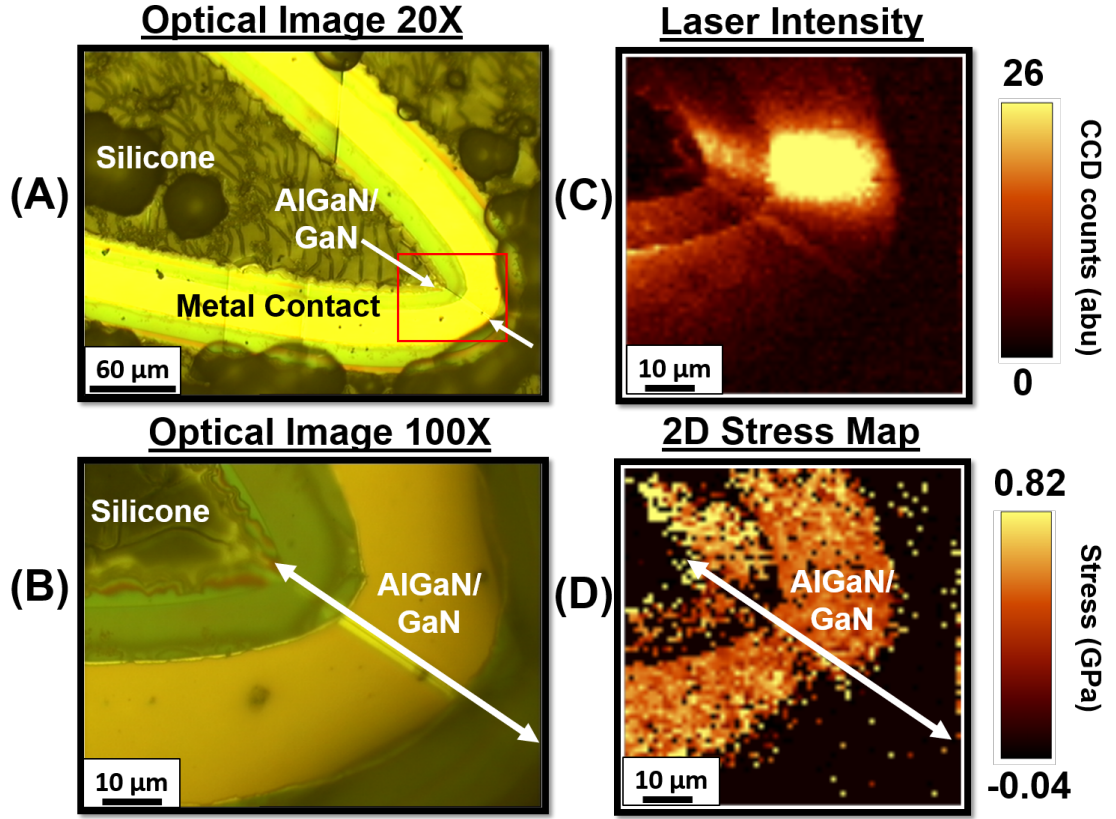 Optical Image 20X
(A)
Silicone
AlGaN/
GaN
Metal Contact
60 μm
Laser Intensity
(C)
10 μm
26
CCD counts (abu)
0
Optical Image 100X
(B)
Silicone
AlGaN/
GaN
10 μm
2D Stress Map
(D)
AlGaN/
GaN
10 μm
0.82
Stress (GPa)
-0.04